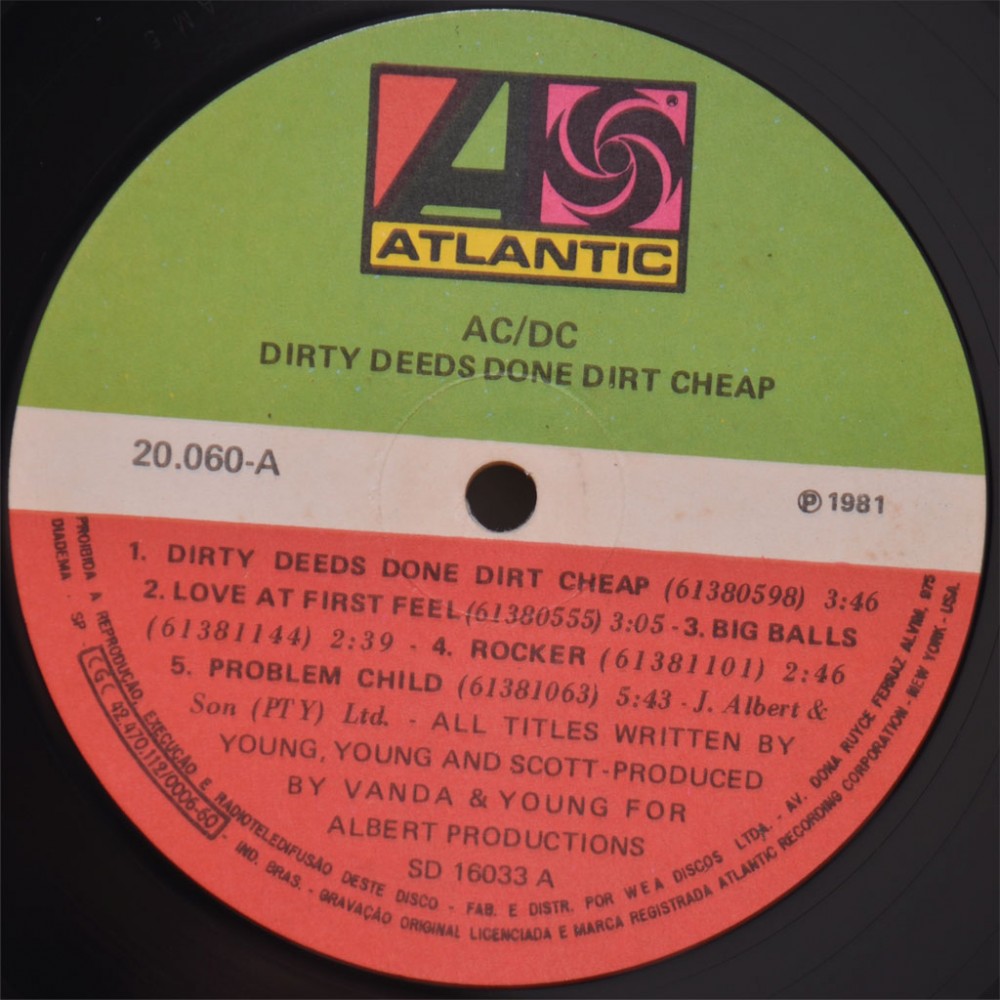 ATLANTIC
®
AC/DC
DIRTY DEEDS DONE DIRT CHEAP
20.060-A
℗ 1981
1. DIRTY DEEDS DONE DIRT CHEAP (61380598) 3:46
2. LOVE AT FIRST FEEL (61380555) 3:05 - 3. BIG BALLS
(61381144) 2:39 - 4. ROCKER (61381101) 2:46
5. PROBLEM CHILD (61381063) 5:43 - J. Albert &
Son (PTY) Ltd. - ALL TITLES WRITTEN BY
YOUNG, YOUNG AND SCOTT-PRODUCED
BY VANDA & YOUNG FOR
ALBERT PRODUCTIONS
SD 16033 A
PROIBIDA A REPRODUÇÃO, EXECUÇÃO E RADIOTELEDIFUSÃO DESTE DISCO - FAB. E DISTR. POR WEA DISCOS LTDA. - AV. DONA RUYCE FERRAZ ALVIM, 975
DIADEMA - SP - CGC 42.470.119/0006-60 - IND. BRAS. - GRAVAÇÃO ORIGINAL LICENCIADA E MARCA REGISTRADA ATLANTIC RECORDING CORPORATION - NEW YORK - USA.